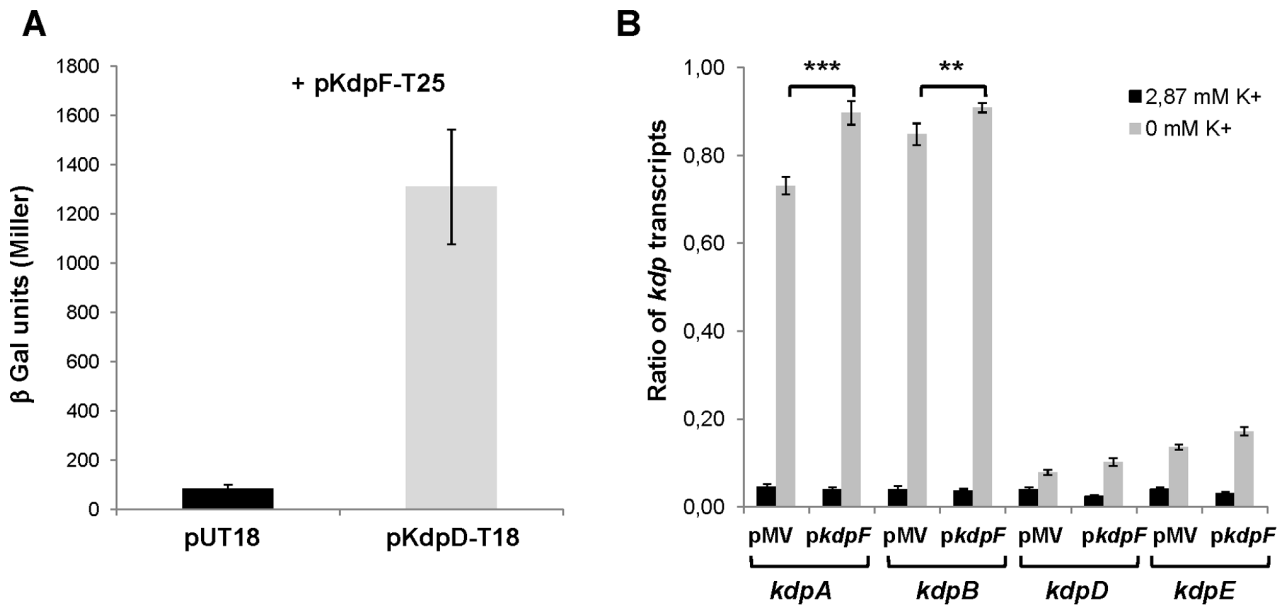 A
+ pKdpF-T25
β Gal units (Miller)
1800
1600
1400
1200
1000
800
600
400
200
0
pUT18
pKdpD-T18
B
Ratio of kdp transcripts
1,00
0,80
0,60
0,40
0,20
0,00
***
**
2,87 mM K+
0 mM K+
pMV pkdpF pMV pkdpF pMV pkdpF pMV pkdpF
kdpA kdpB kdpD kdpE